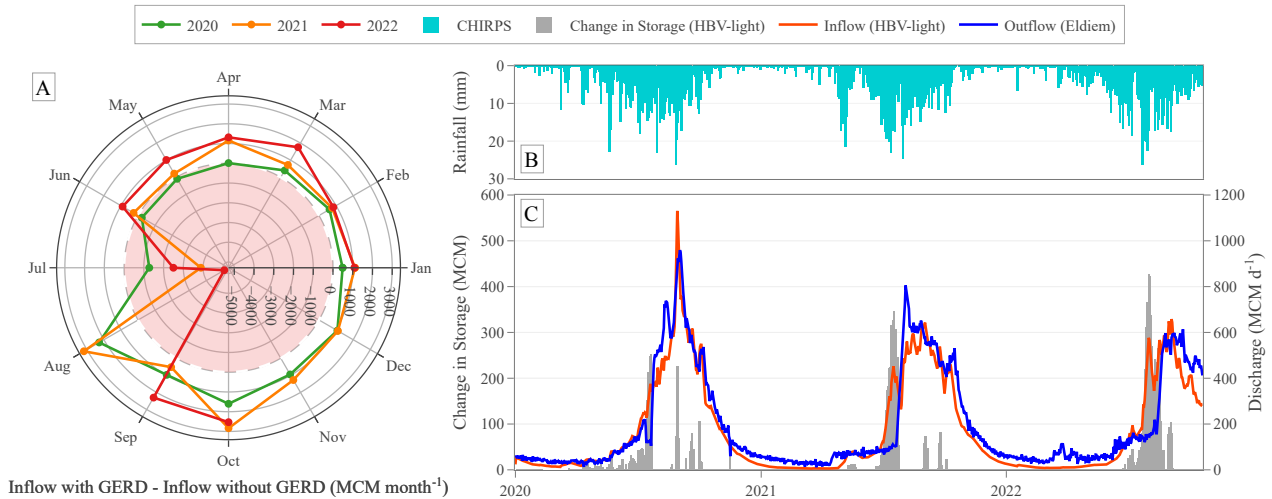 2020 2021 2022 CHIRPS Change in Storage (HBV-light) Inflow (HBV-light) Outflow (Eldiem)
A
Apr
May Mar
Jun Feb
Jul Jan
Aug Dec
Sep Nov
Oct
-5000 -4000 -3000 -2000 -1000 0 1000 2000 3000
Inflow with GERD - Inflow without GERD (MCM month⁻¹)
Rainfall (mm)
0
10
20
30
B
C
Change in Storage (MCM)
600
500
400
300
200
100
0
Discharge (MCM d⁻¹)
1200
1000
800
600
400
200
0
2020 2021 2022